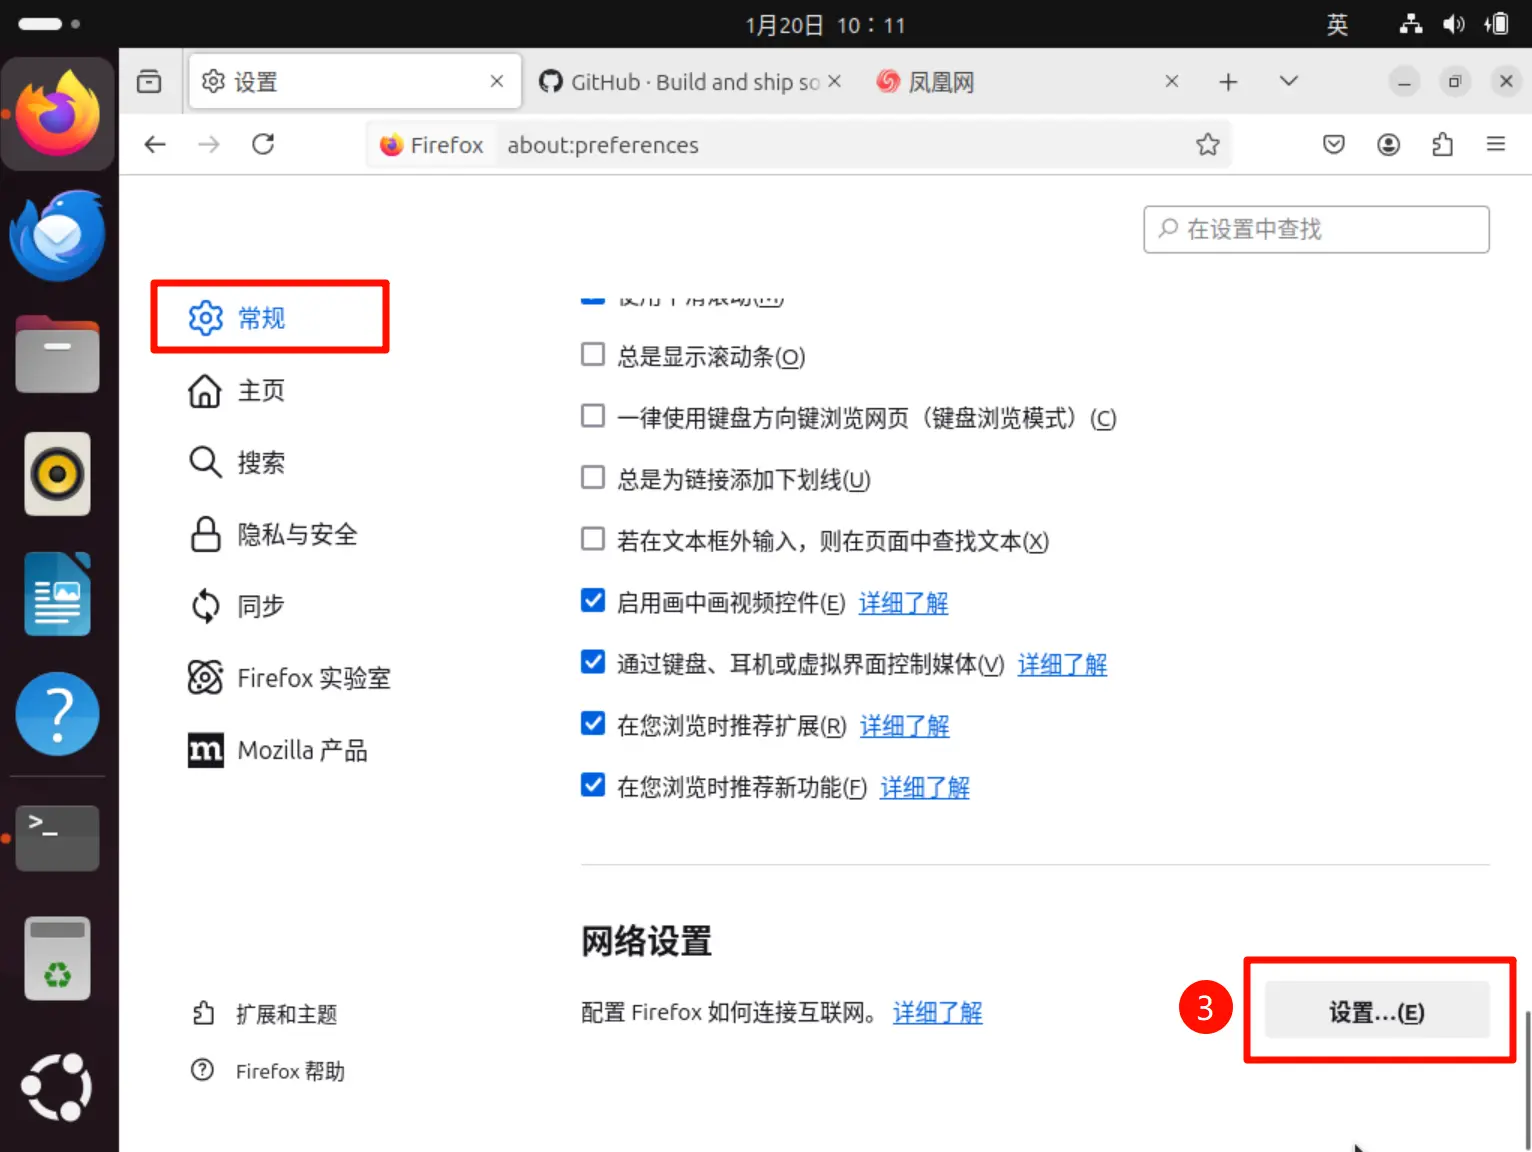 1月20日 10：11
英
设置
GitHub · Build and ship so
凤凰网
Firefox
about:preferences
在设置中查找
常规
主页
搜索
隐私与安全
同步
Firefox 实验室
Mozilla 产品
扩展和主题
Firefox 帮助
使用平滑滚动(M)
总是显示滚动条(O)
一律使用键盘方向键浏览网页（键盘浏览模式）(C)
总是为链接添加下划线(U)
若在文本框外输入，则在页面中查找文本(X)
启用画中画视频控件(E) 详细了解
通过键盘、耳机或虚拟界面控制媒体(V) 详细了解
在您浏览时推荐扩展(R) 详细了解
在您浏览时推荐新功能(F) 详细了解
网络设置
配置 Firefox 如何连接互联网。 详细了解
3
设置...(E)